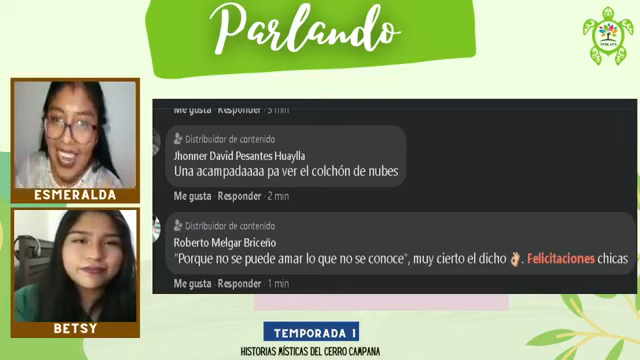 Parlando
SOKAPA
Me gusta · Responder · 3 min
Distribuidor de contenido
Jhonner David Pesantes Huaylla
Una acampadaaaa pa ver el colchón de nubes
Me gusta · Responder · 2 min
ESMERALDA
Distribuidor de contenido
Roberto Melgar Briceño
"Porque no se puede amar lo que no se conoce", muy cierto el dicho 👌🏻. Felicitaciones chicas
Me gusta · Responder · 1 min
BETSY
TEMPORADA 1
HISTORIAS MÍSTICAS DEL CERRO CAMPANA